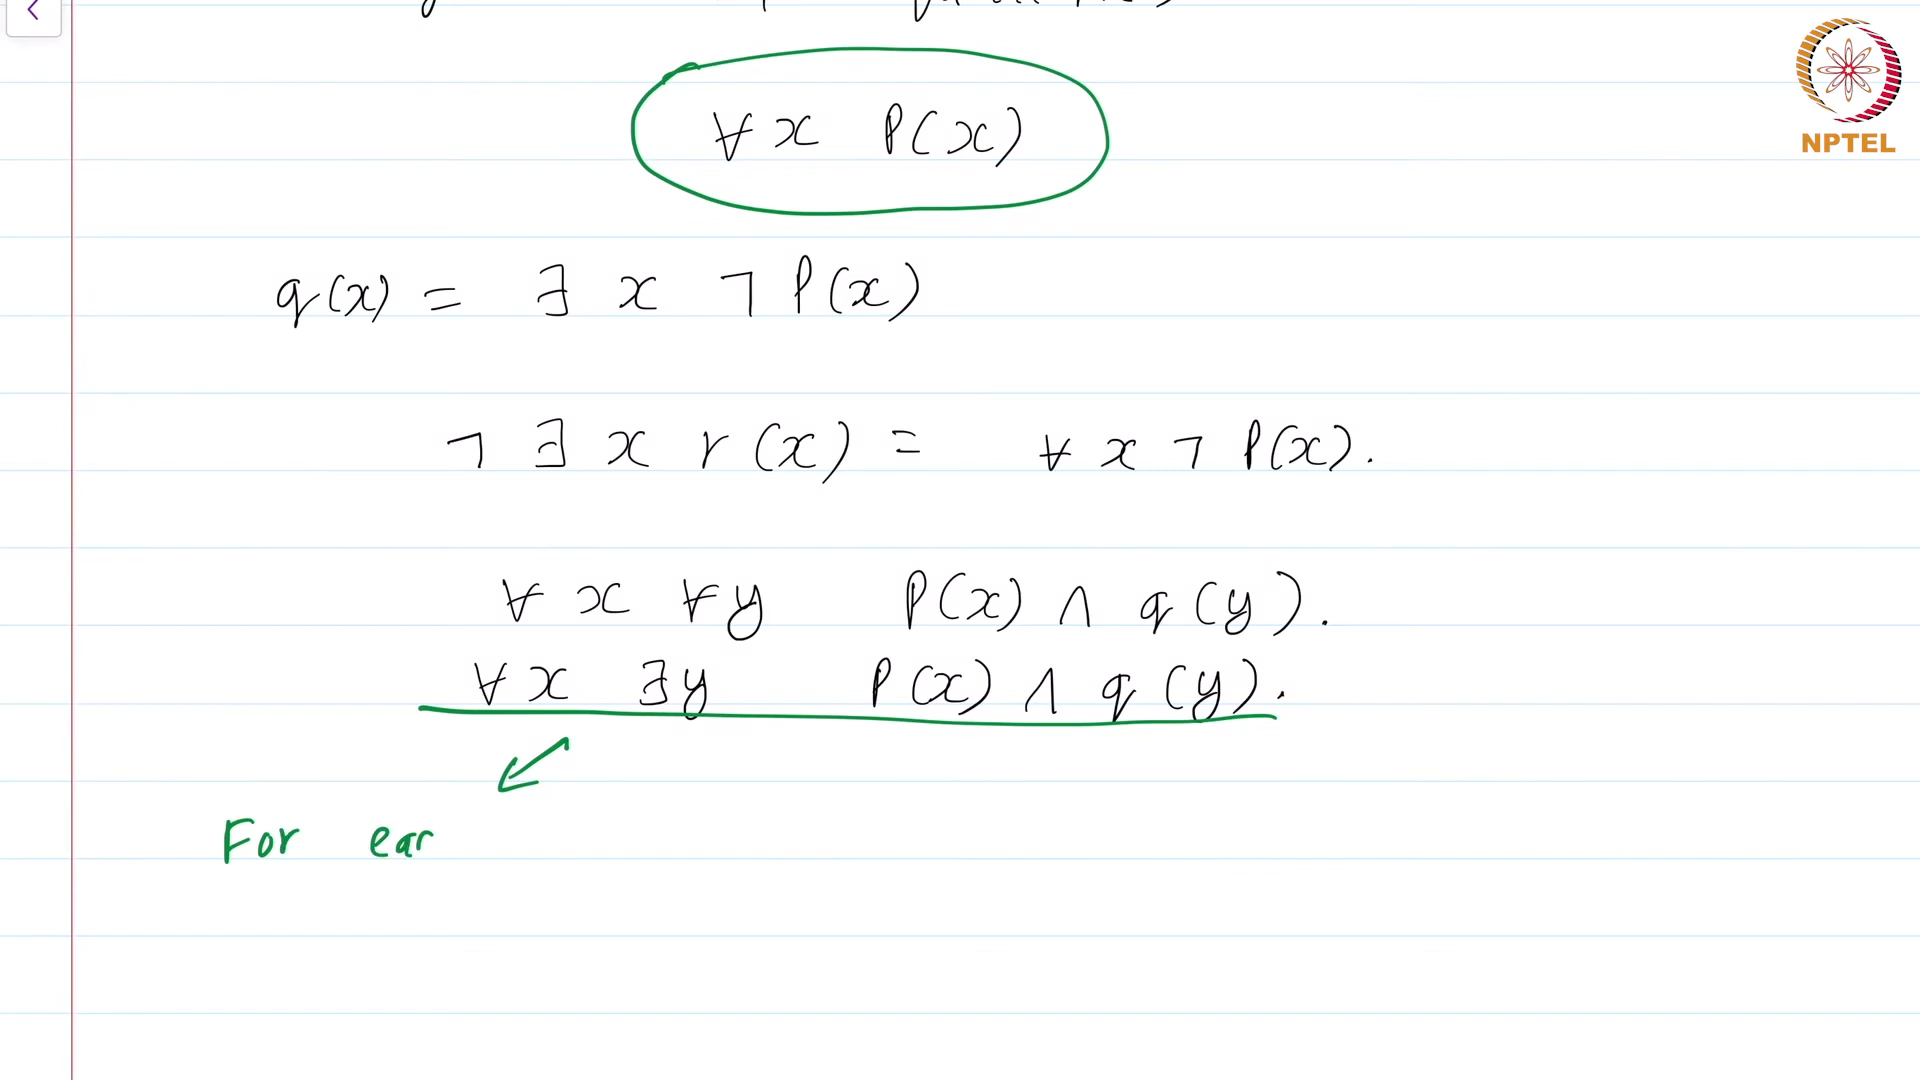 ∀x P(x)
NPTEL
q(x) = ∃ x ¬ P(x)
¬ ∃ x r(x) = ∀ x ¬ P(x).
∀ x ∀y P(x) ∧ q(y).
∀x ∃y P(x) ∧ q(y).
For ear